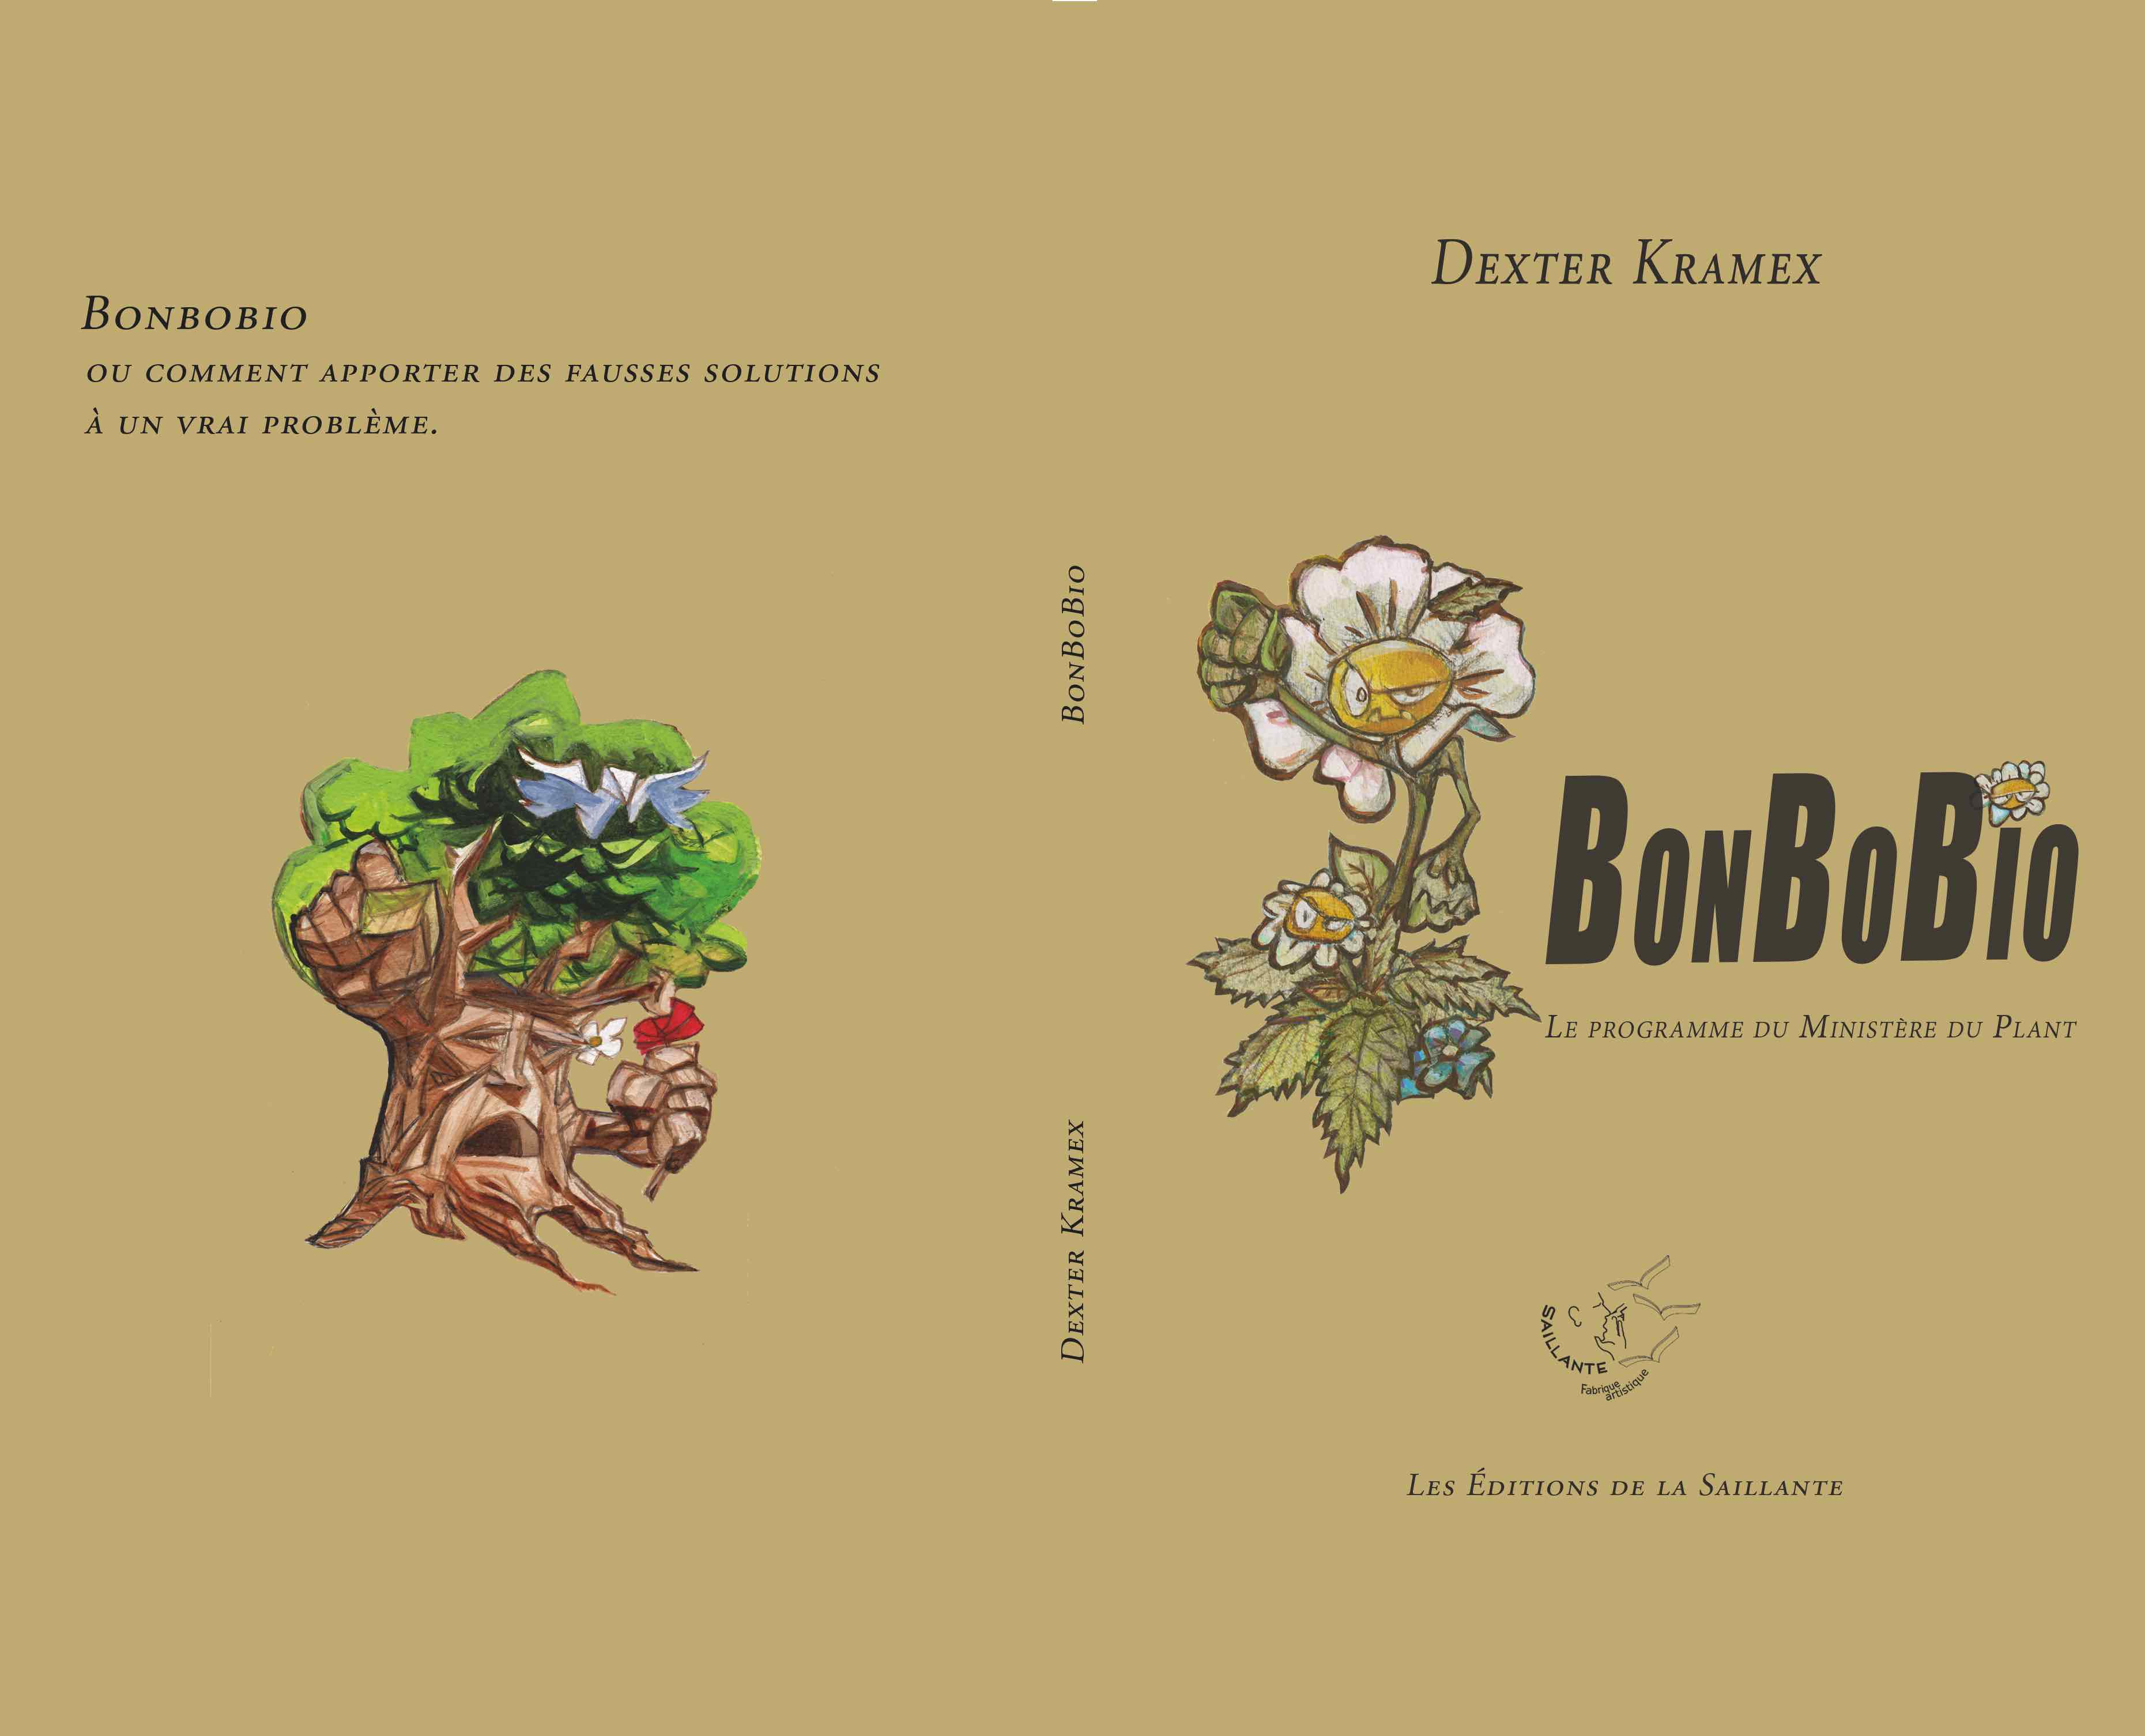 Bonbobio
ou comment apporter des fausses solutions
à un vrai problème.
BonBoBio
Dexter Kramex
Dexter Kramex
BonBoBio
Le programme du Ministère du Plant
SAILLANTE
Fabrique
artistique
Les Éditions de la Saillante